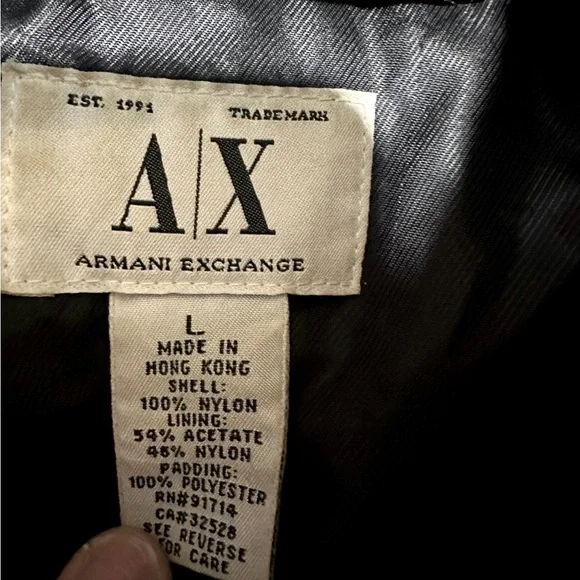 EST. 1991 TRADEMARK
A|X
ARMANI EXCHANGE
L
MADE IN
HONG KONG
SHELL:
100% NYLON
LINING:
54% ACETATE
46% NYLON
PADDING:
100% POLYESTER
RN#91714
CA#32528
SEE REVERSE
FOR CARE